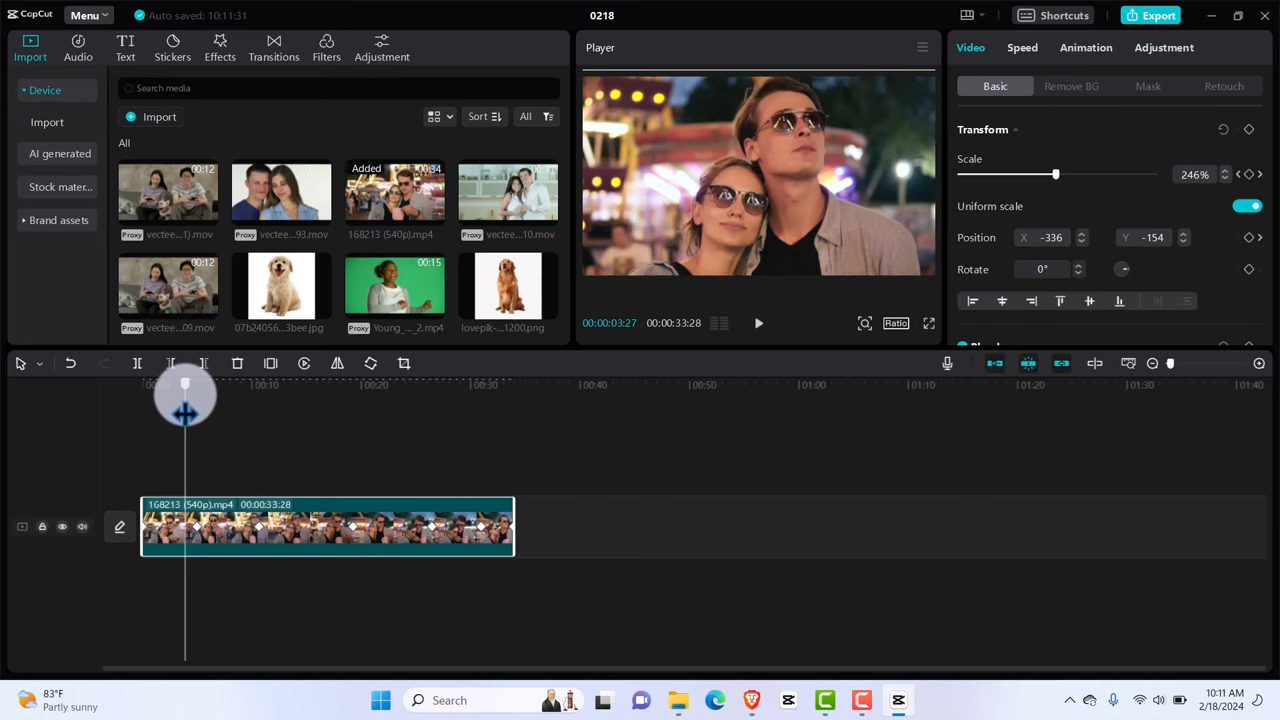 CapCut
Menu
Auto saved: 10:11:31
0218
Shortcuts
Export
Import
Audio
Text
Stickers
Effects
Transitions
Filters
Adjustment
Device
Import
AI generated
Stock mater...
Brand assets
Search media
Import
Sort
All
All
00:12
Added
00:34
vectee...1).mov
vectee...93.mov
168213 (540p).mp4
vectee...10.mov
Proxy
Proxy
Proxy
00:12
00:15
vectee...09.mov
07b24056...3bee.jpg
Young_..._2.mp4
lovepik-...1200.png
Proxy
Proxy
Player
00:00:03:27
00:00:33:28
Ratio
Video
Speed
Animation
Adjustment
Basic
Remove BG
Mask
Retouch
Transform
Scale
246%
Uniform scale
Position
X
-336
Y
-154
Rotate
0°
00:10
00:20
00:30
00:40
00:50
01:00
01:10
01:20
01:30
01:40
168213 (540p).mp4
00:00:33:28
83°F
Partly sunny
Search
10:11 AM
2/18/2024